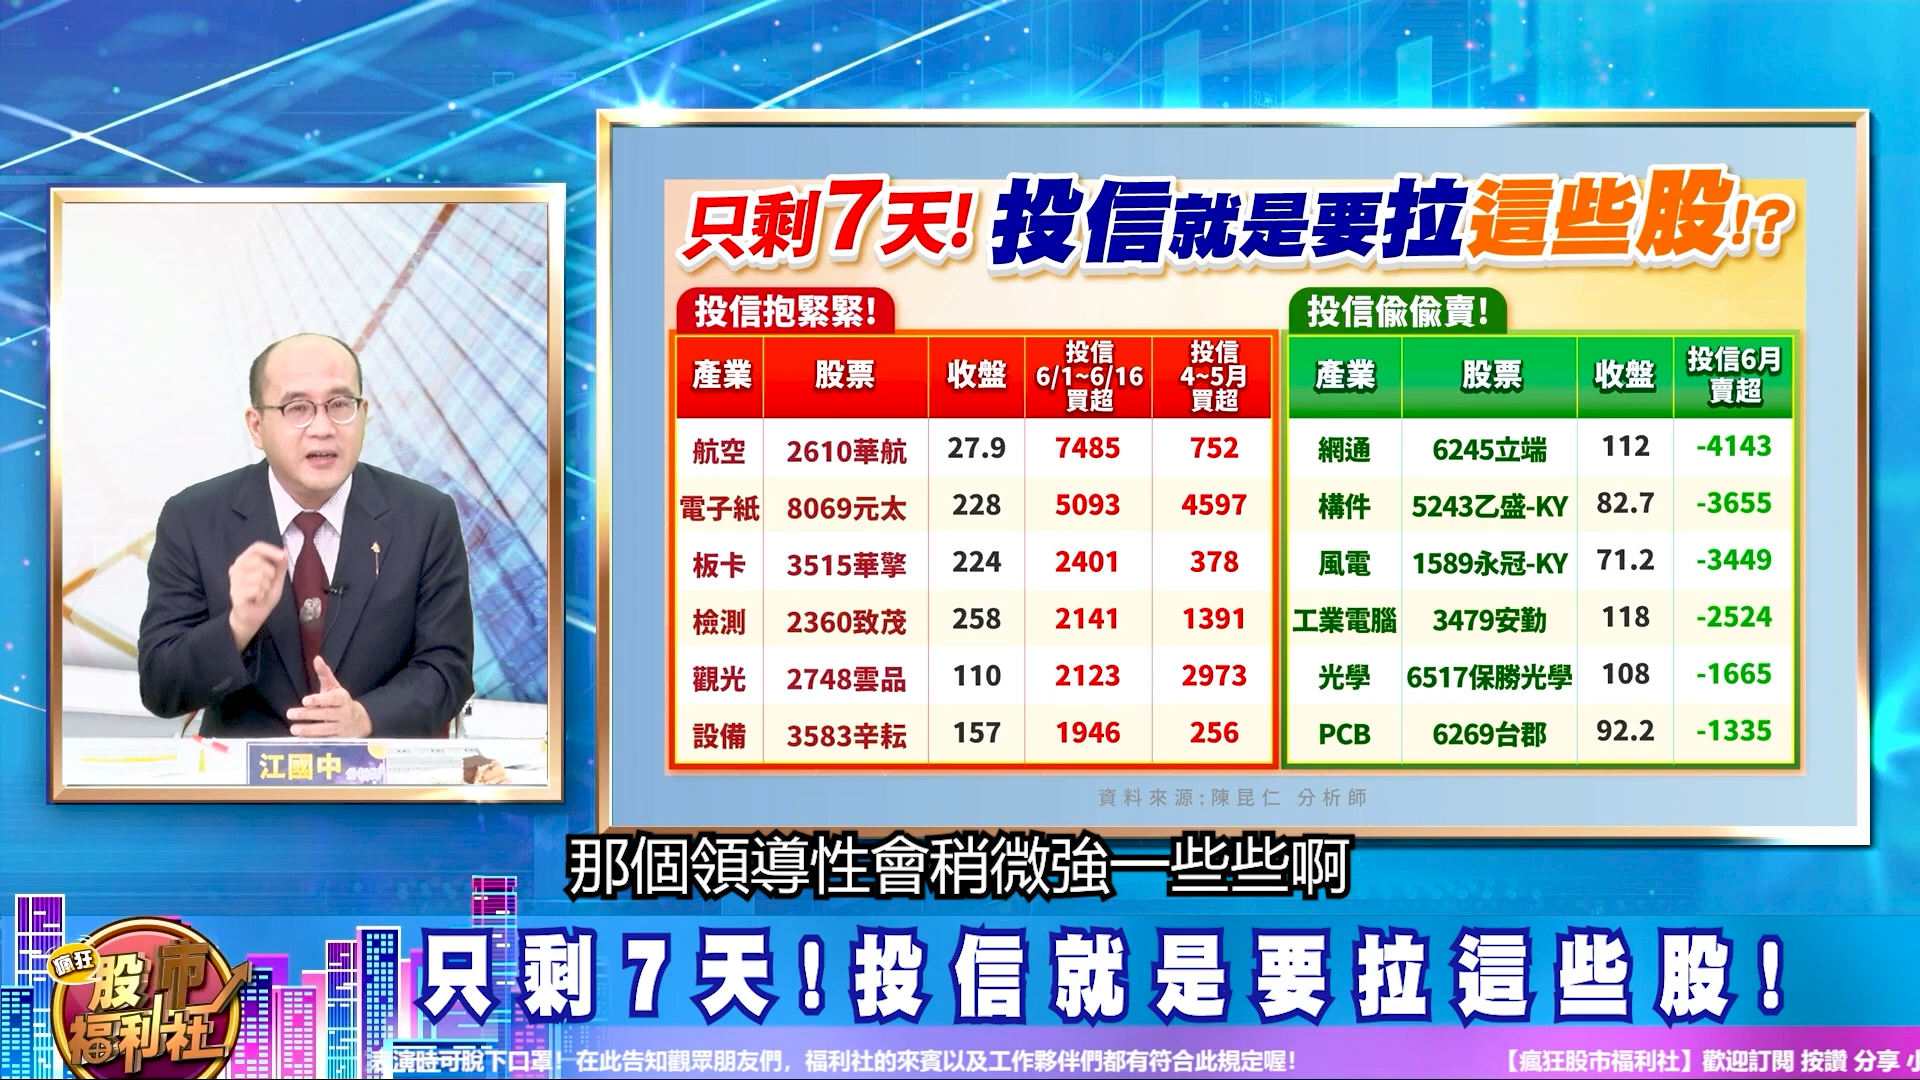 只剩7天!投信就是要拉這些股!?
投信抱緊緊!
產業 股票 收盤 投信6/1~6/16買超 投信4~5月買超
航空 2610華航 27.9 7485 752
電子紙 8069元太 228 5093 4597
板卡 3515華擎 224 2401 378
檢測 2360致茂 258 2141 1391
觀光 2748雲品 110 2123 2973
設備 3583辛耘 157 1946 256
投信偷偷賣!
產業 股票 收盤 投信6月賣超
網通 6245立端 112 -4143
構件 5243乙盛-KY 82.7 -3655
風電 1589永冠-KY 71.2 -3449
工業電腦 3479安勤 118 -2524
光學 6517保勝光學 108 -1665
PCB 6269台郡 92.2 -1335
資料來源:陳昆仁 分析師
江國中
那個領導性會稍微強一些些啊
瘋狂股市福利社
只剩7天!投信就是要拉這些股!
表演時可脫下口罩! 在此告知觀眾朋友們，福利社的來賓以及工作夥伴們都有符合此規定喔!
【瘋狂股市福利社】歡迎訂閱 按讚 分享 小